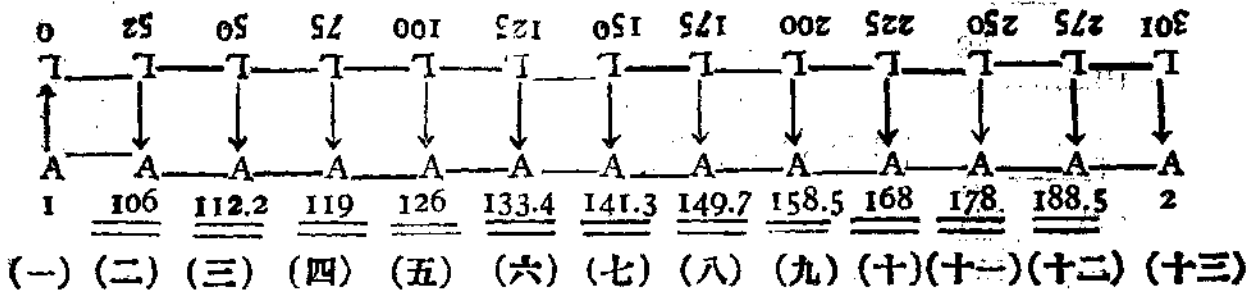 0 25 50 75 100 125 150 175 200 225 250 275 301
L L L L L L L L L L L L L
A A A A A A A A A A A A A
1 106 112.2 119 126 133.4 141.3 149.7 158.5 168 178 188.5 2
(一) (二) (三) (四) (五) (六) (七) (八) (九) (十) (十一) (十二) (十三)